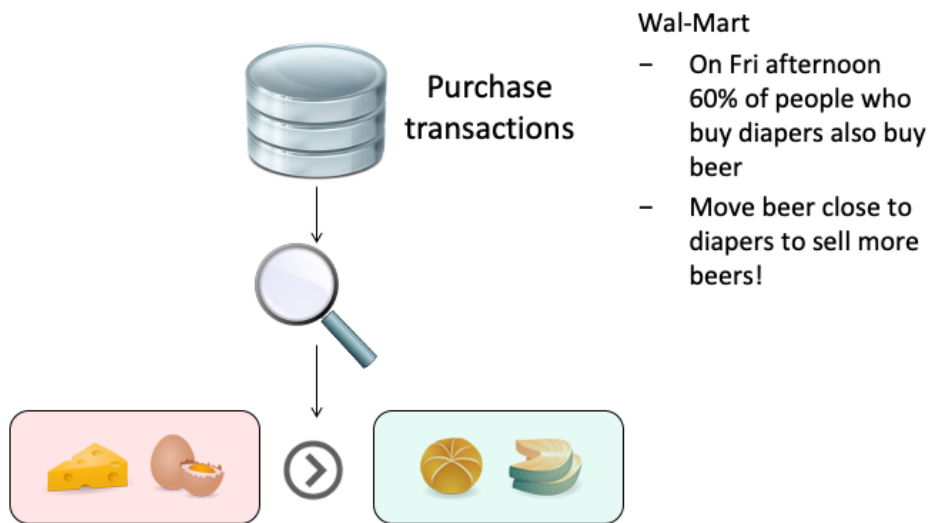 Purchase
transactions
Wal-Mart
– On Fri afternoon
60% of people who
buy diapers also buy
beer
– Move beer close to
diapers to sell more
beers!